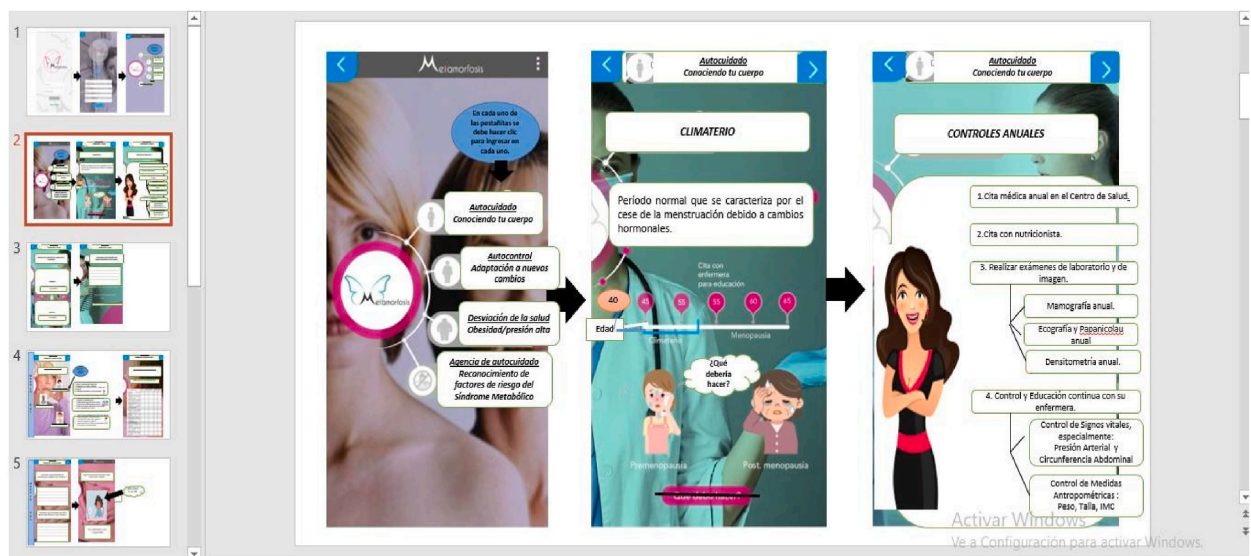 1
2
3
4
5
Metamorfosis
En cada uno de
las pestañitas se
debe hacer clic
para ingresar en
cada uno.
Autocuidado
Conociendo tu cuerpo
Autocontrol
Adaptación a nuevos
cambios
Desviación de la salud
Obesidad/presión alta
Agencia de autocuidado
Reconocimiento de
factores de riesgo del
Síndrome Metabólico
Metamorfosis
Autocuidado
Conociendo tu cuerpo
CLIMATERIO
Período normal que se caracteriza por el
cese de la menstruación debido a cambios
hormonales.
Cita con
enfermera
para educación
40
45
55
55
60
65
Edad
Climaterio
Menopausia
¿Qué
debería
hacer?
Premenopausia
Post. menopausia
Que debo hacer?
Autocuidado
Conociendo tu cuerpo
CONTROLES ANUALES
1.Cita médica anual en el Centro de Salud.
2.Cita con nutricionista.
3. Realizar exámenes de laboratorio y de
imagen.
Mamografía anual.
Ecografía y Papanicolau
anual
Densitometría anual.
4. Control y Educación continua con su
enfermera.
Control de Signos vitales,
especialmente:
Presión Arterial y
Circunferencia Abdominal
Control de Medidas
Antropométricas :
Peso, Talla, IMC
Activar Windows
Ve a Configuración para activar Windows.